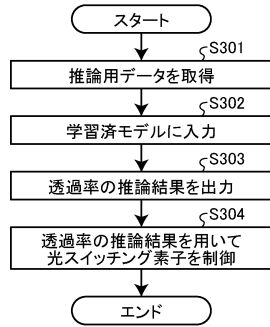 スタート
S301
推論用データを取得
S302
学習済モデルに入力
S303
透過率の推論結果を出力
S304
透過率の推論結果を用いて
光スイッチング素子を制御
エンド